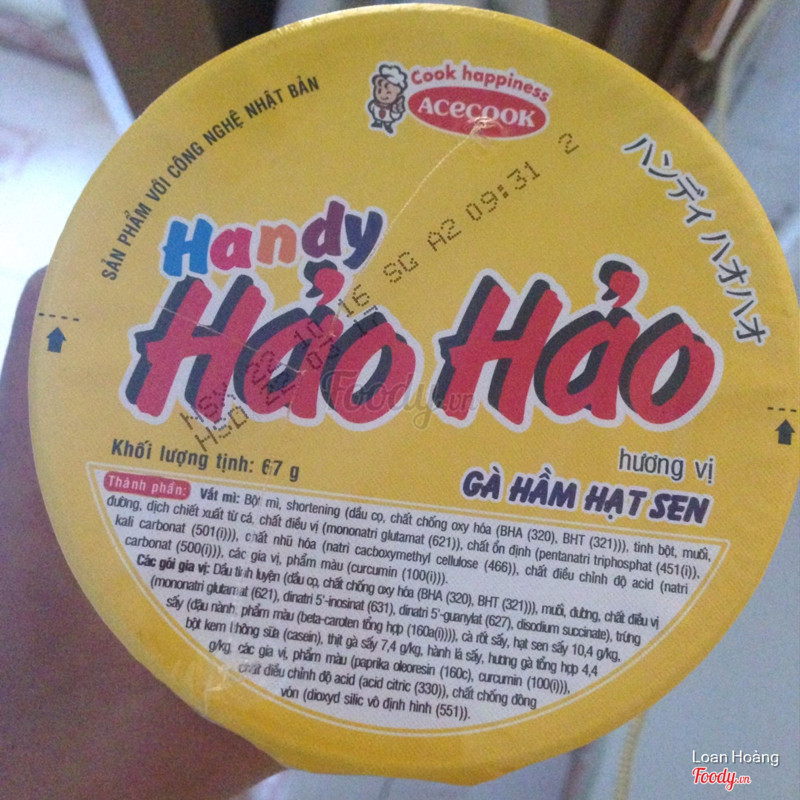 Cook happiness
ACECOOK
SẢN PHẨM VỚI CÔNG NGHỆ NHẬT BẢN
ハンディ ハオハオ
16 SG A2 09:31 2
Handy
Hảo Hảo
Foody.vn
Khối lượng tịnh: 67 g
hương vị
GÀ HẦM HẠT SEN
Thành phần: Vắt mì: Bột mì, shortening (dầu cọ, chất chống oxy hóa (BHA (320), BHT (321))), tinh bột, muối,
đường, dịch chiết xuất từ cá, chất điều vị (mononatri glutamat (621)), chất ổn định (pentanatri triphosphat (451(i)),
kali carbonat (501(i))), chất nhũ hóa (natri cacboxymethyl cellulose (466)), chất điều chỉnh độ acid (natri
carbonat (500(i))), các gia vị, phẩm màu (curcumin (100(i))).
Các gói gia vị: Dầu tinh luyện (dầu cọ, chất chống oxy hóa (BHA (320), BHT (321))), muối, đường, chất điều vị
(mononatri glutamat (621), dinatri 5'-inosinat (631), dinatri 5'-guanylat (627), disodium succinate), trứng
sấy (đậu nành, phẩm màu (beta-caroten tổng hợp (160a(i)))), cà rốt sấy, hạt sen sấy 10,4 g/kg,
bột kem không sữa (casein), thịt gà sấy 7,4 g/kg, hành lá sấy, hương gà tổng hợp 4,4
g/kg, các gia vị, phẩm màu (paprika oleoresin (160c), curcumin (100(i))),
chất điều chỉnh độ acid (acid citric (330)), chất chống đông
vón (dioxyd silic vô định hình (551)).
Loan Hoàng
Foody.vn